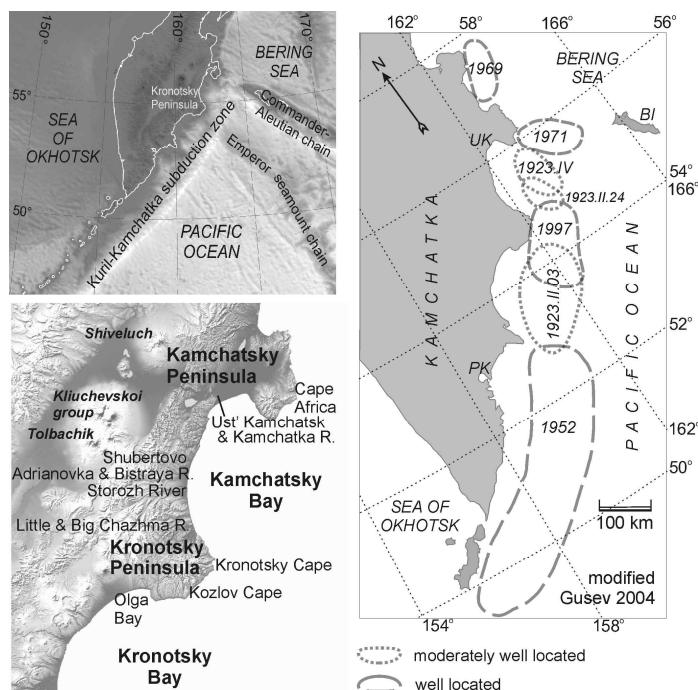 150°
160°
170°
BERING
SEA
Kronotsky
Peninsula
55°
SEA
OF
OKHOTSK
Commander-
Aleutian chain
Kuril-Kamchatka subduction zone
Emperor seamount chain
50°
PACIFIC
OCEAN
Shiveluch
Kamchatsky
Peninsula
Kliuchevskoi
group
Cape
Africa
Tolbachik
Ust' Kamchatsk
& Kamchatka R.
Shubertovo
Adrianovka & Bistraya R.
Storozh River
Kamchatsky
Bay
Little & Big Chazhma R.
Kronotsky
Peninsula
Kronotsky Cape
Kozlov Cape
Olga
Bay
Kronotsky
Bay
162°
58°
166°
56°
1969
BERING
SEA
N
BI
UK
1971
1923.IV
54°
166°
1923.II.24
1997
KAMCHATKA
1923.II.03
PACIFIC OCEAN
52°
PK
1952
162°
50°
SEA OF
OKHOTSK
100 km
modified
Gusev 2004
154°
158°
moderately well located
well located